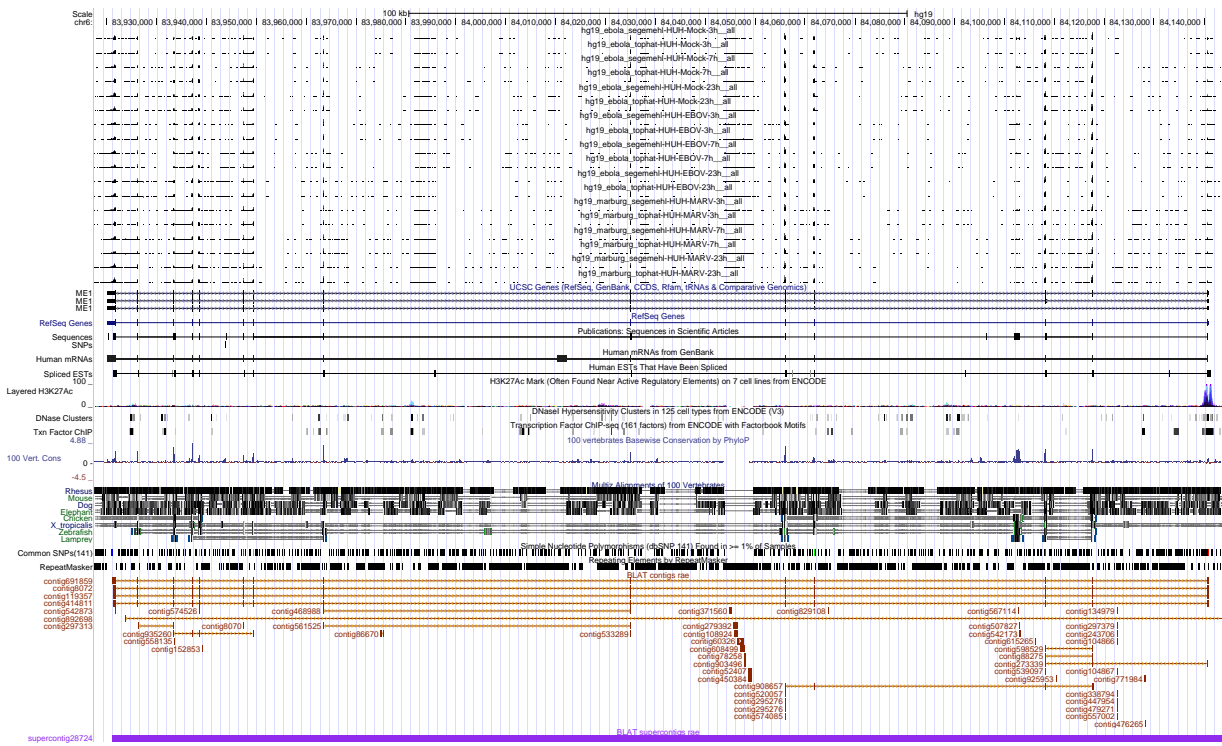 Scale 100 kb hg19
chr6: 83,930,000 83,940,000 83,950,000 83,960,000 83,970,000 83,980,000 83,990,000 84,000,000 84,010,000 84,020,000 84,030,000 84,040,000 84,050,000 84,060,000 84,070,000 84,080,000 84,090,000 84,100,000 84,110,000 84,120,000 84,130,000 84,140,000
hg19_ebola_segemehl-HUH-Mock-3h__all
hg19_ebola_tophat-HUH-Mock-3h__all
hg19_ebola_segemehl-HUH-Mock-7h__all
hg19_ebola_tophat-HUH-Mock-7h__all
hg19_ebola_segemehl-HUH-Mock-23h__all
hg19_ebola_tophat-HUH-Mock-23h__all
hg19_ebola_segemehl-HUH-EBOV-3h__all
hg19_ebola_tophat-HUH-EBOV-3h__all
hg19_ebola_segemehl-HUH-EBOV-7h__all
hg19_ebola_tophat-HUH-EBOV-7h__all
hg19_ebola_segemehl-HUH-EBOV-23h__all
hg19_ebola_tophat-HUH-EBOV-23h__all
hg19_marburg_segemehl-HUH-MARV-3h__all
hg19_marburg_tophat-HUH-MARV-3h__all
hg19_marburg_segemehl-HUH-MARV-7h__all
hg19_marburg_tophat-HUH-MARV-7h__all
hg19_marburg_segemehl-HUH-MARV-23h__all
hg19_marburg_tophat-HUH-MARV-23h__all
UCSC Genes (RefSeq, GenBank, CCDS, Rfam, tRNAs & Comparative Genomics)
ME1
ME1
ME1
RefSeq Genes
RefSeq Genes
Publications: Sequences in Scientific Articles
Sequences
SNPs
Human mRNAs from GenBank
Human mRNAs
Human ESTs That Have Been Spliced
Spliced ESTs
H3K27Ac Mark (Often Found Near Active Regulatory Elements) on 7 cell lines from ENCODE
100 _
Layered H3K27Ac
0 _
DNaseI Hypersensitivity Clusters in 125 cell types from ENCODE (V3)
DNase Clusters
Transcription Factor ChIP-seq (161 factors) from ENCODE with Factorbook Motifs
Txn Factor ChIP
100 vertebrates Basewise Conservation by PhyloP
4.88 _
100 Vert. Cons
0 -
-4.5 _
Multiz Alignments of 100 Vertebrates
Rhesus
Mouse
Dog
Elephant
Chicken
X_tropicalis
Zebrafish
Lamprey
Simple Nucleotide Polymorphisms (dbSNP 141) Found in >= 1% of Samples
Common SNPs(141)
Repeating Elements by RepeatMasker
RepeatMasker
BLAT contigs rae
contig691859
contig8072
contig119357
contig414811
contig542873 contig574526 contig468988 contig371560 contig829108 contig567114 contig134979
contig892698
contig297313 contig8070 contig561525 contig279392 contig507827 contig297379
contig935260 contig86670 contig533289 contig108924 contig542173 contig243706
contig558135 contig60326 contig615265 contig104866
contig152853 contig608499 contig598529
contig78258 contig88275
contig903496 contig273339
contig52407 contig539097 contig104867
contig450384 contig925953 contig771984
contig908657
contig520057 contig338794
contig295276 contig447954
contig295276 contig479271
contig574085 contig557002
contig476265
BLAT supercontigs rae
supercontig28724